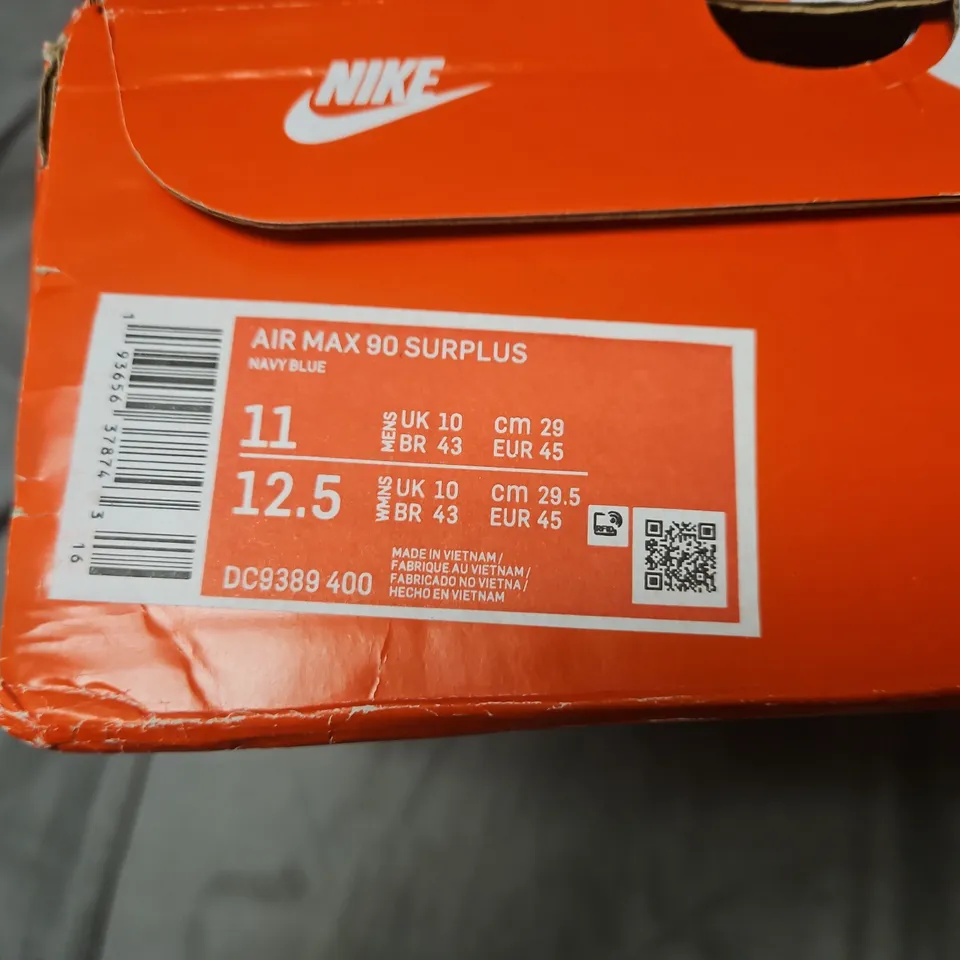 NIKE
AIR MAX 90 SURPLUS
NAVY BLUE
11
MENS
UK 10 cm 29
BR 43 EUR 45
12.5
WMNS
UK 10 cm 29.5
BR 43 EUR 45
DC9389 400
MADE IN VIETNAM /
FABRIQUE AU VIETNAM /
FABRICADO NO VIETNA /
HECHO EN VIETNAM
1 93656 37874 3 16